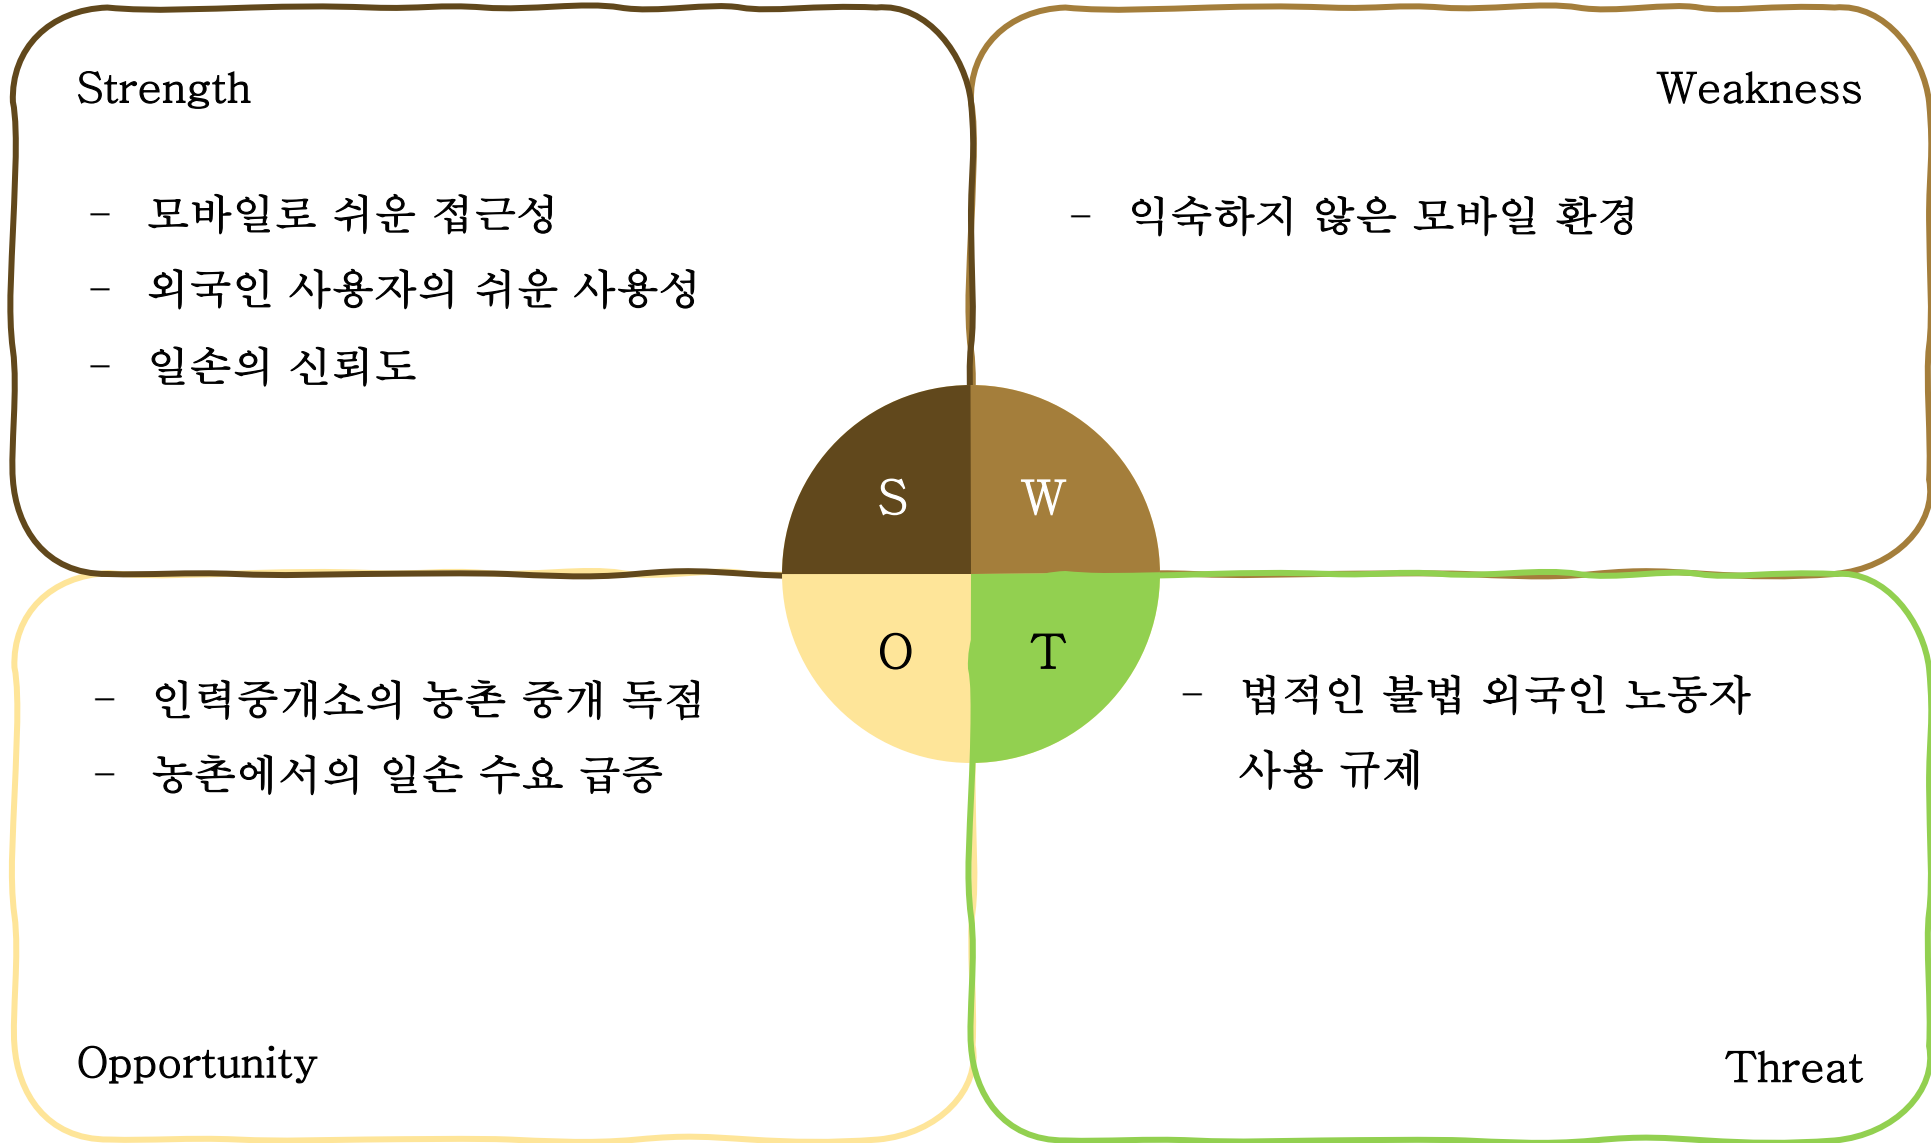 Strength
- 모바일로 쉬운 접근성
- 외국인 사용자의 쉬운 사용성
- 일손의 신뢰도
Weakness
- 익숙하지 않은 모바일 환경
S
W
O
T
- 인력중개소의 농촌 중개 독점
- 농촌에서의 일손 수요 급증
Opportunity
- 법적인 불법 외국인 노동자
사용 규제
Threat